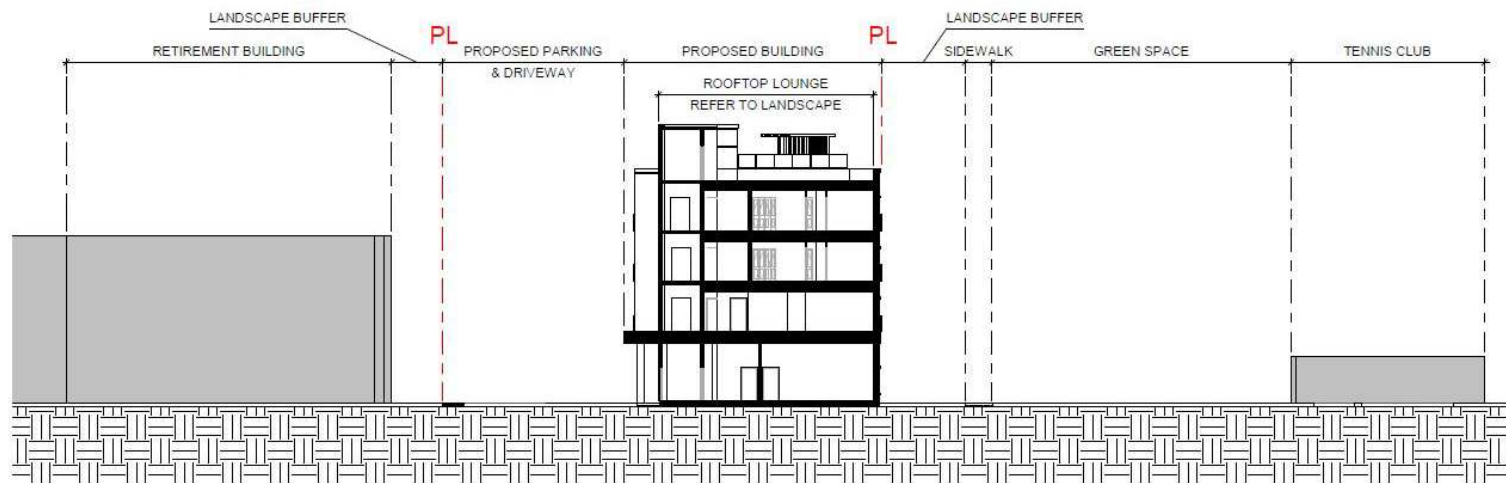 LANDSCAPE BUFFER
LANDSCAPE BUFFER
PL
PL
RETIREMENT BUILDING
PROPOSED PARKING
& DRIVEWAY
PROPOSED BUILDING
SIDEWALK
GREEN SPACE
TENNIS CLUB
ROOFTOP LOUNGE
REFER TO LANDSCAPE